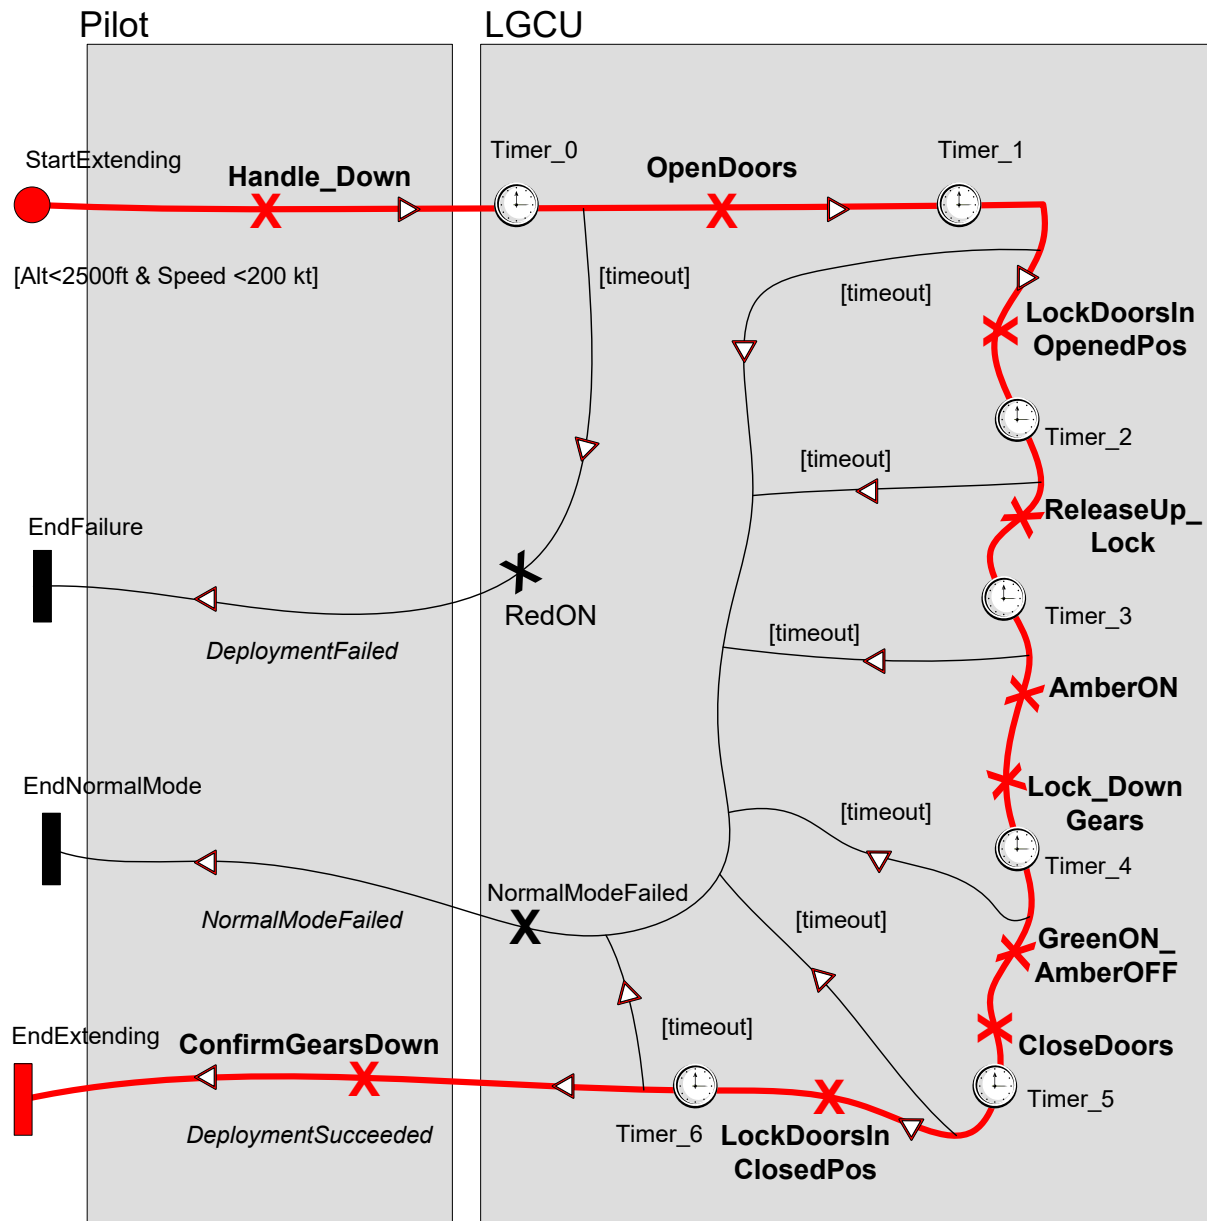 Pilot
LGCU
StartExtending
Handle_Down
Timer_0
OpenDoors
Timer_1
[Alt<2500ft & Speed <200 kt]
[timeout]
[timeout]
LockDoorsIn
OpenedPos
Timer_2
[timeout]
ReleaseUp_
Lock
EndFailure
RedON
Timer_3
DeploymentFailed
[timeout]
AmberON
EndNormalMode
Lock_Down
Gears
[timeout]
Timer_4
NormalModeFailed
NormalModeFailed
[timeout]
GreenON_
AmberOFF
EndExtending
ConfirmGearsDown
[timeout]
CloseDoors
Timer_5
DeploymentSucceeded
Timer_6
LockDoorsIn
ClosedPos